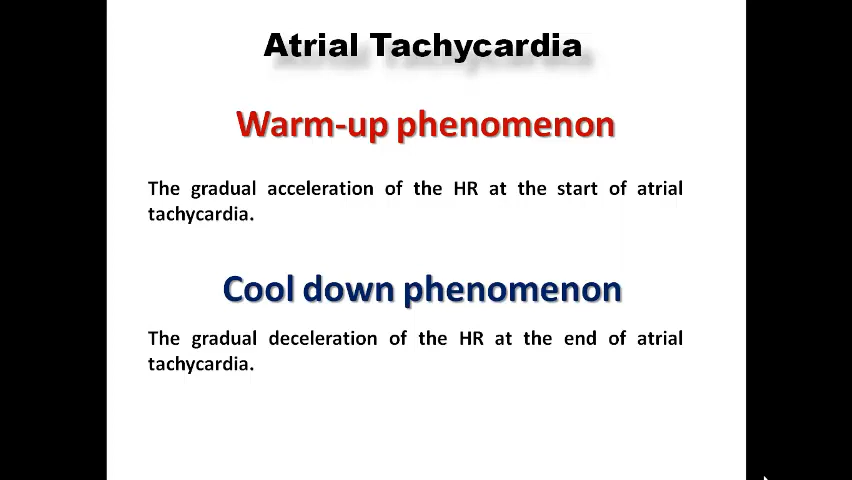 Atrial Tachycardia
Warm-up phenomenon
The gradual acceleration of the HR at the start of atrial
tachycardia.
Cool down phenomenon
The gradual deceleration of the HR at the end of atrial
tachycardia.